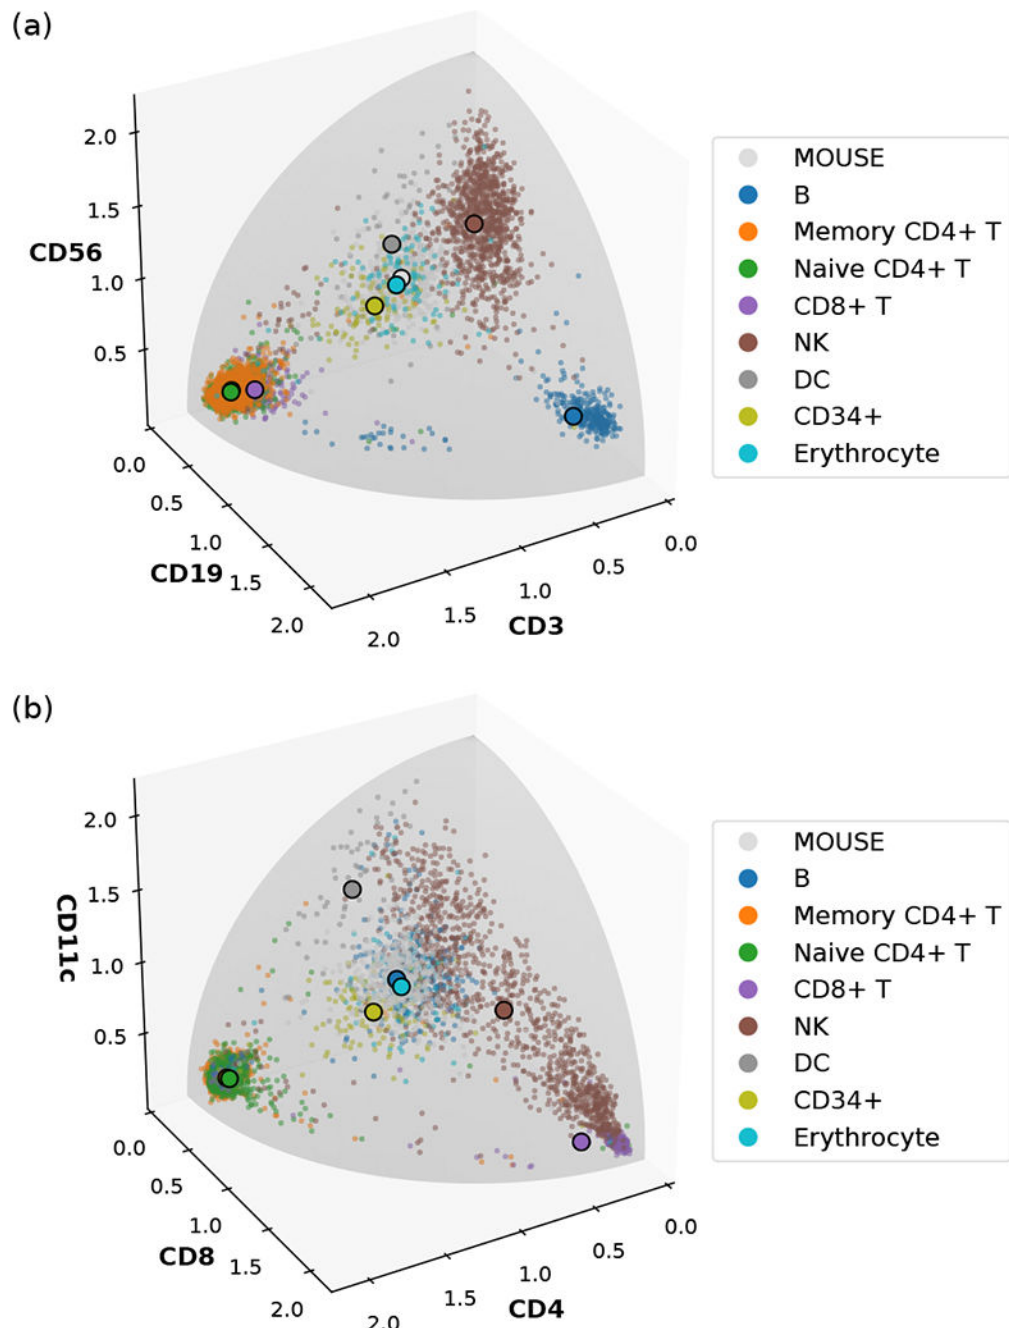 (a)
2.0
1.5
CD56
1.0
0.5
0.0
0.5
1.0
CD19
1.5
2.0
2.0
1.5
1.0
0.5
0.0
CD3
MOUSE
B
Memory CD4+ T
Naive CD4+ T
CD8+ T
NK
DC
CD34+
Erythrocyte
(b)
2.0
1.5
CD11c
1.0
0.5
0.0
0.5
1.0
CD8
1.5
2.0
2.0
1.5
1.0
0.5
0.0
CD4
MOUSE
B
Memory CD4+ T
Naive CD4+ T
CD8+ T
NK
DC
CD34+
Erythrocyte